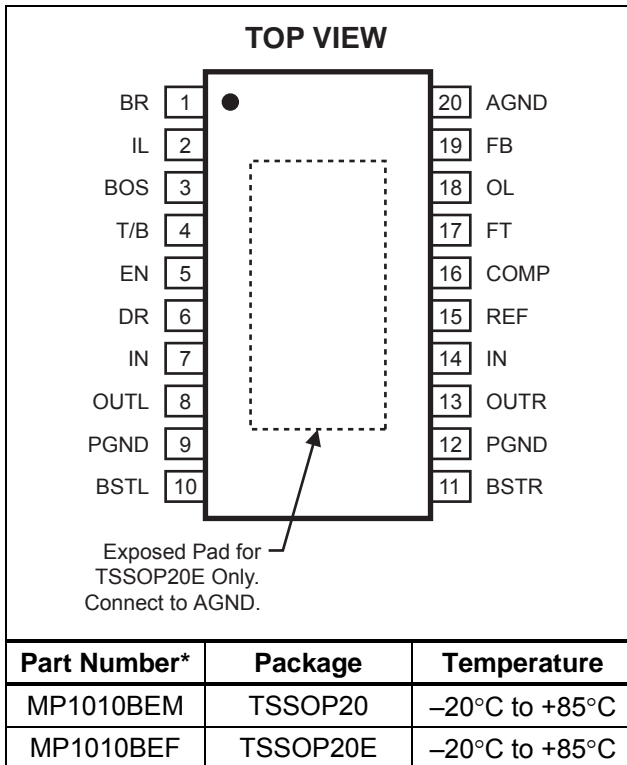 TOP VIEW
BR 1 20 AGND
IL 2 19 FB
BOS 3 18 OL
T/B 4 17 FT
EN 5 16 COMP
DR 6 15 REF
IN 7 14 IN
OUTL 8 13 OUTR
PGND 9 12 PGND
BSTL 10 11 BSTR
Exposed Pad for
TSSOP20E Only.
Connect to AGND.
Part Number* Package Temperature
MP1010BEM TSSOP20 –20°C to +85°C
MP1010BEF TSSOP20E –20°C to +85°C